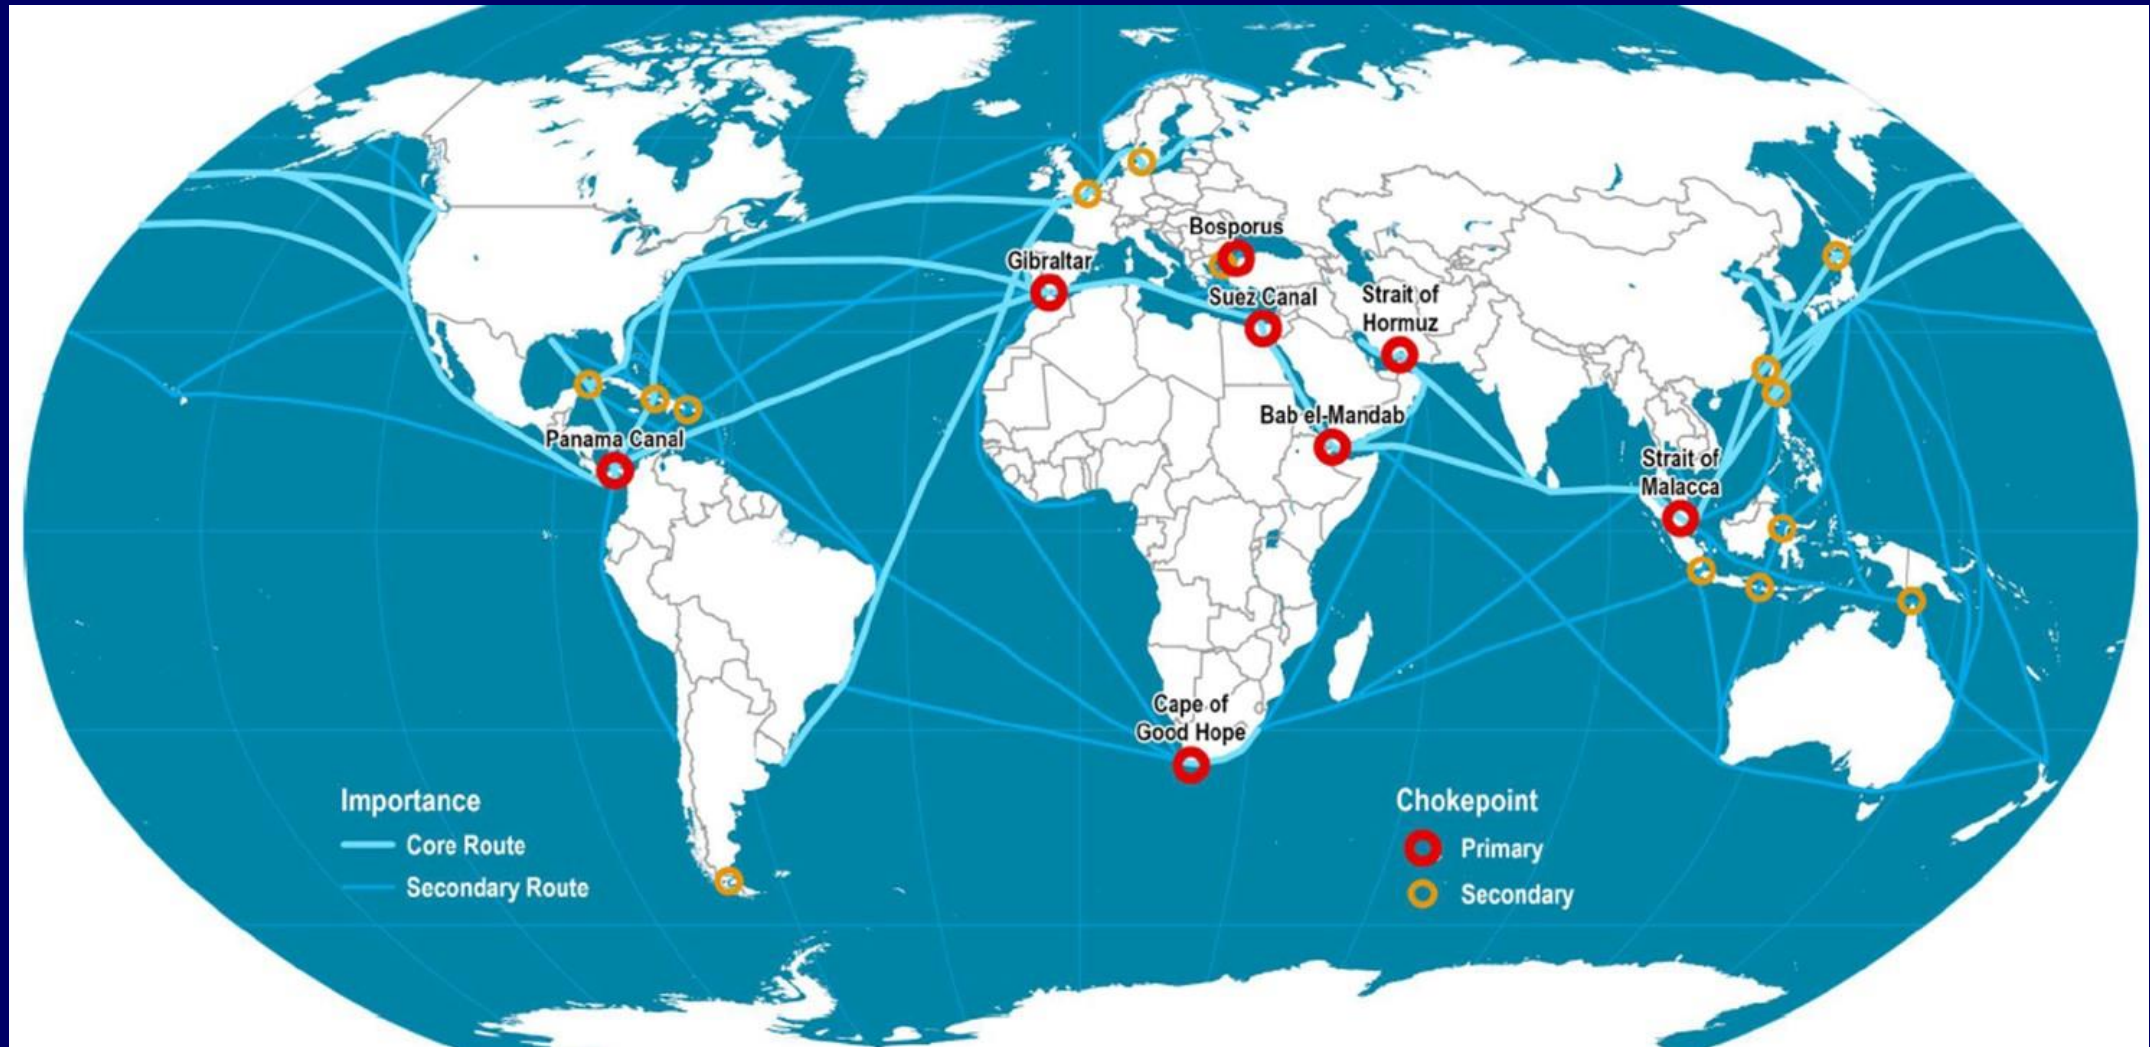 Bosporus
Gibraltar
Suez Canal
Strait of
Hormuz
Bab el-Mandab
Panama Canal
Strait of
Malacca
Cape of
Good Hope
Importance
Core Route
Secondary Route
Chokepoint
Primary
Secondary